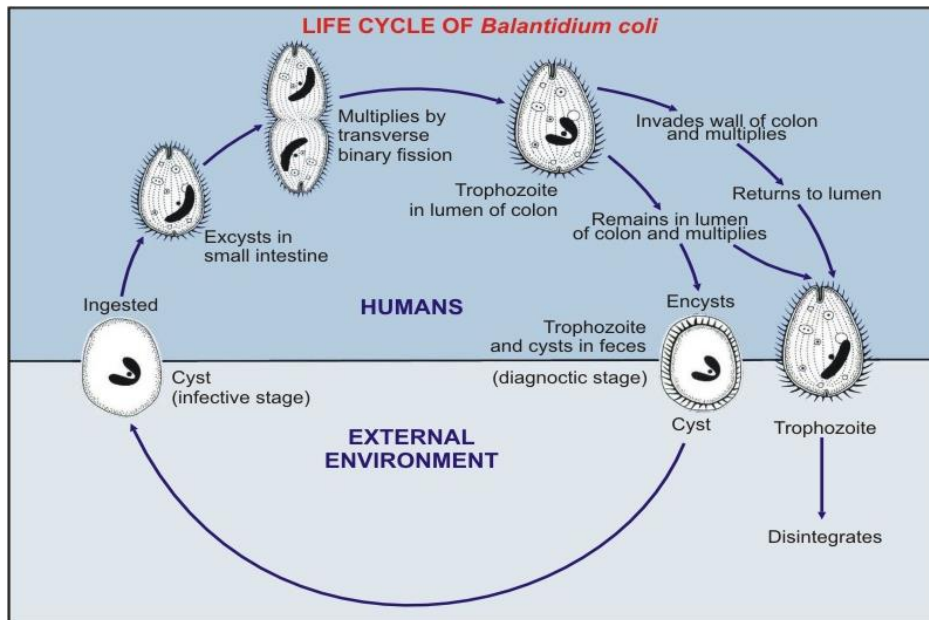 LIFE CYCLE OF Balantidium coli
Multiplies by
transverse
binary fission
Invades wall of colon
and multiplies
Trophozoite
in lumen of colon
Returns to lumen
Remains in lumen
of colon and multiplies
Excysts in
small intestine
Ingested
HUMANS
Encysts
Trophozoite
and cysts in feces
(diagnoctic stage)
Cyst
(infective stage)
Cyst
Trophozoite
EXTERNAL
ENVIRONMENT
Disintegrates